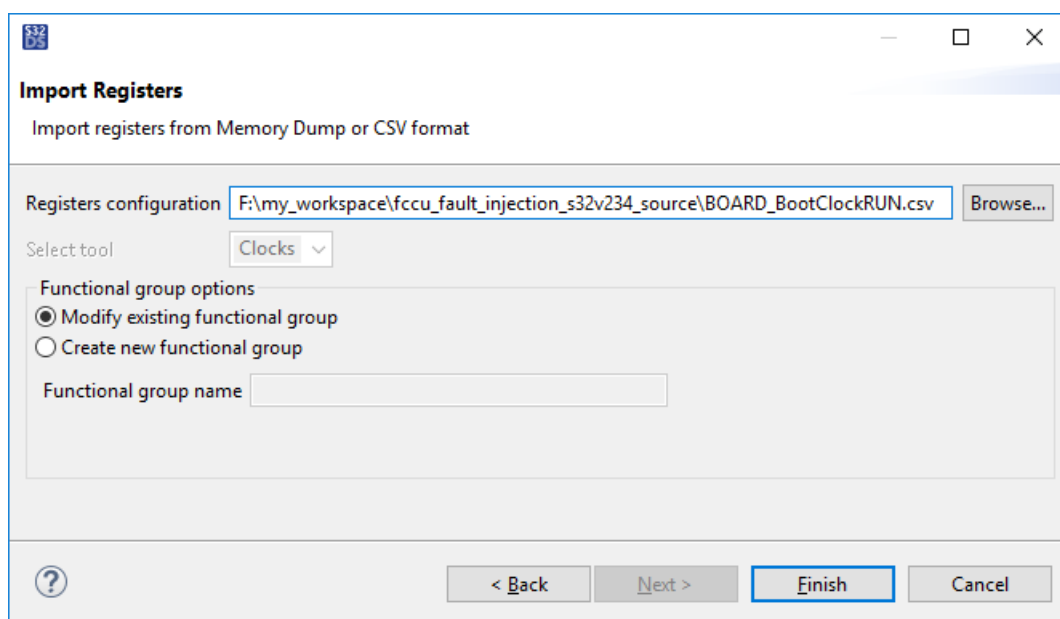 S32
DS
Import Registers
Import registers from Memory Dump or CSV format
Registers configuration F:\my_workspace\fccu_fault_injection_s32v234_source\BOARD_BootClockRUN.csv Browse...
Select tool Clocks
Functional group options
Modify existing functional group
Create new functional group
Functional group name
? < Back Next > Finish Cancel